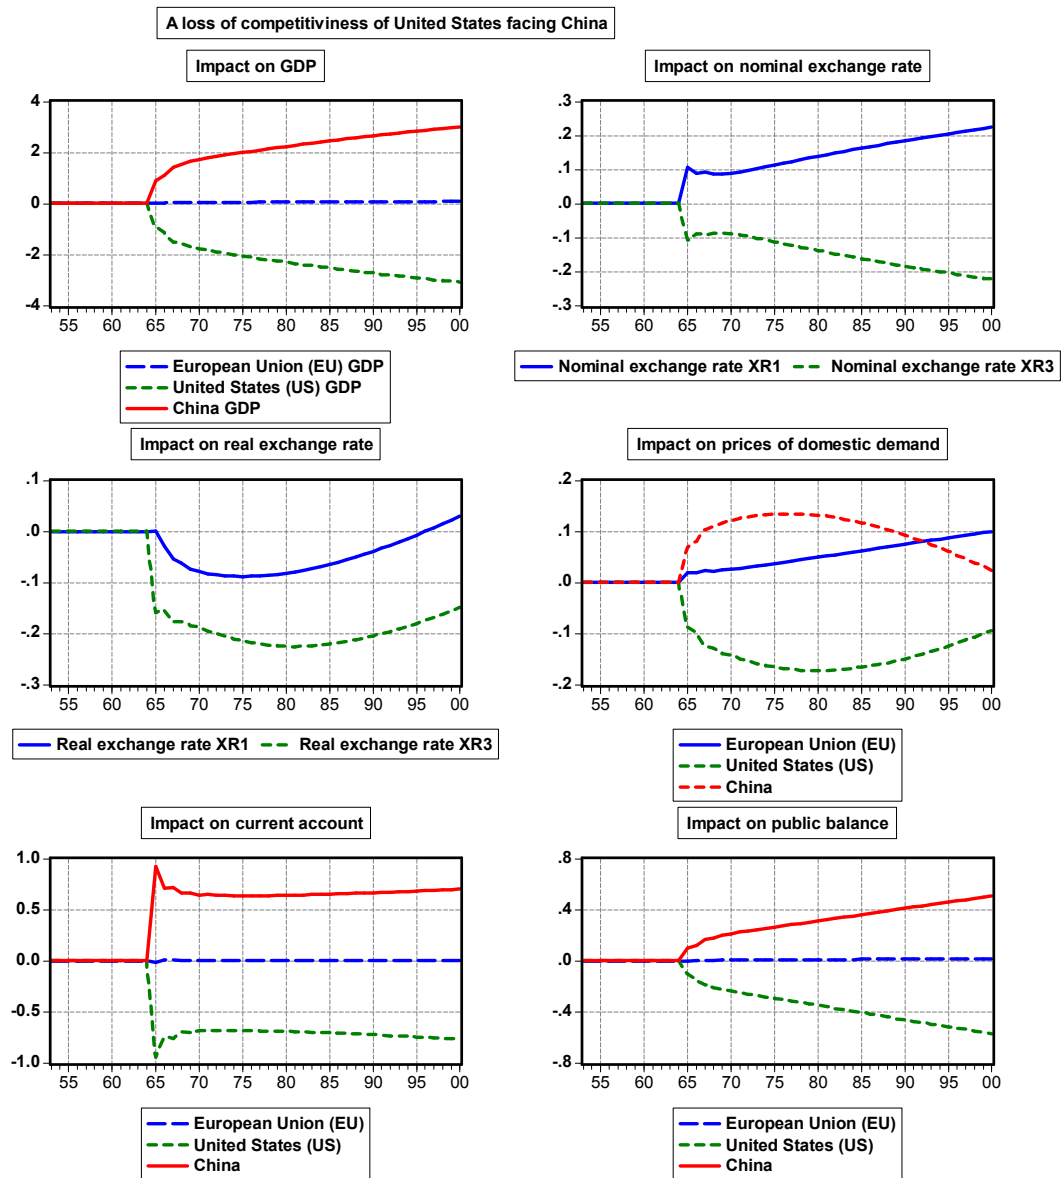 A loss of competitiviness of United States facing China
Impact on GDP
4
2
0
-2
-4
55 60 65 70 75 80 85 90 95 00
European Union (EU) GDP
United States (US) GDP
China GDP
Impact on nominal exchange rate
.3
.2
.1
.0
-.1
-.2
-.3
55 60 65 70 75 80 85 90 95 00
Nominal exchange rate XR1 Nominal exchange rate XR3
Impact on real exchange rate
.1
.0
-.1
-.2
-.3
55 60 65 70 75 80 85 90 95 00
Real exchange rate XR1 Real exchange rate XR3
Impact on prices of domestic demand
.2
.1
.0
-.1
-.2
55 60 65 70 75 80 85 90 95 00
European Union (EU)
United States (US)
China
Impact on current account
1.0
0.5
0.0
-0.5
-1.0
55 60 65 70 75 80 85 90 95 00
European Union (EU)
United States (US)
China
Impact on public balance
.8
.4
.0
-.4
-.8
55 60 65 70 75 80 85 90 95 00
European Union (EU)
United States (US)
China